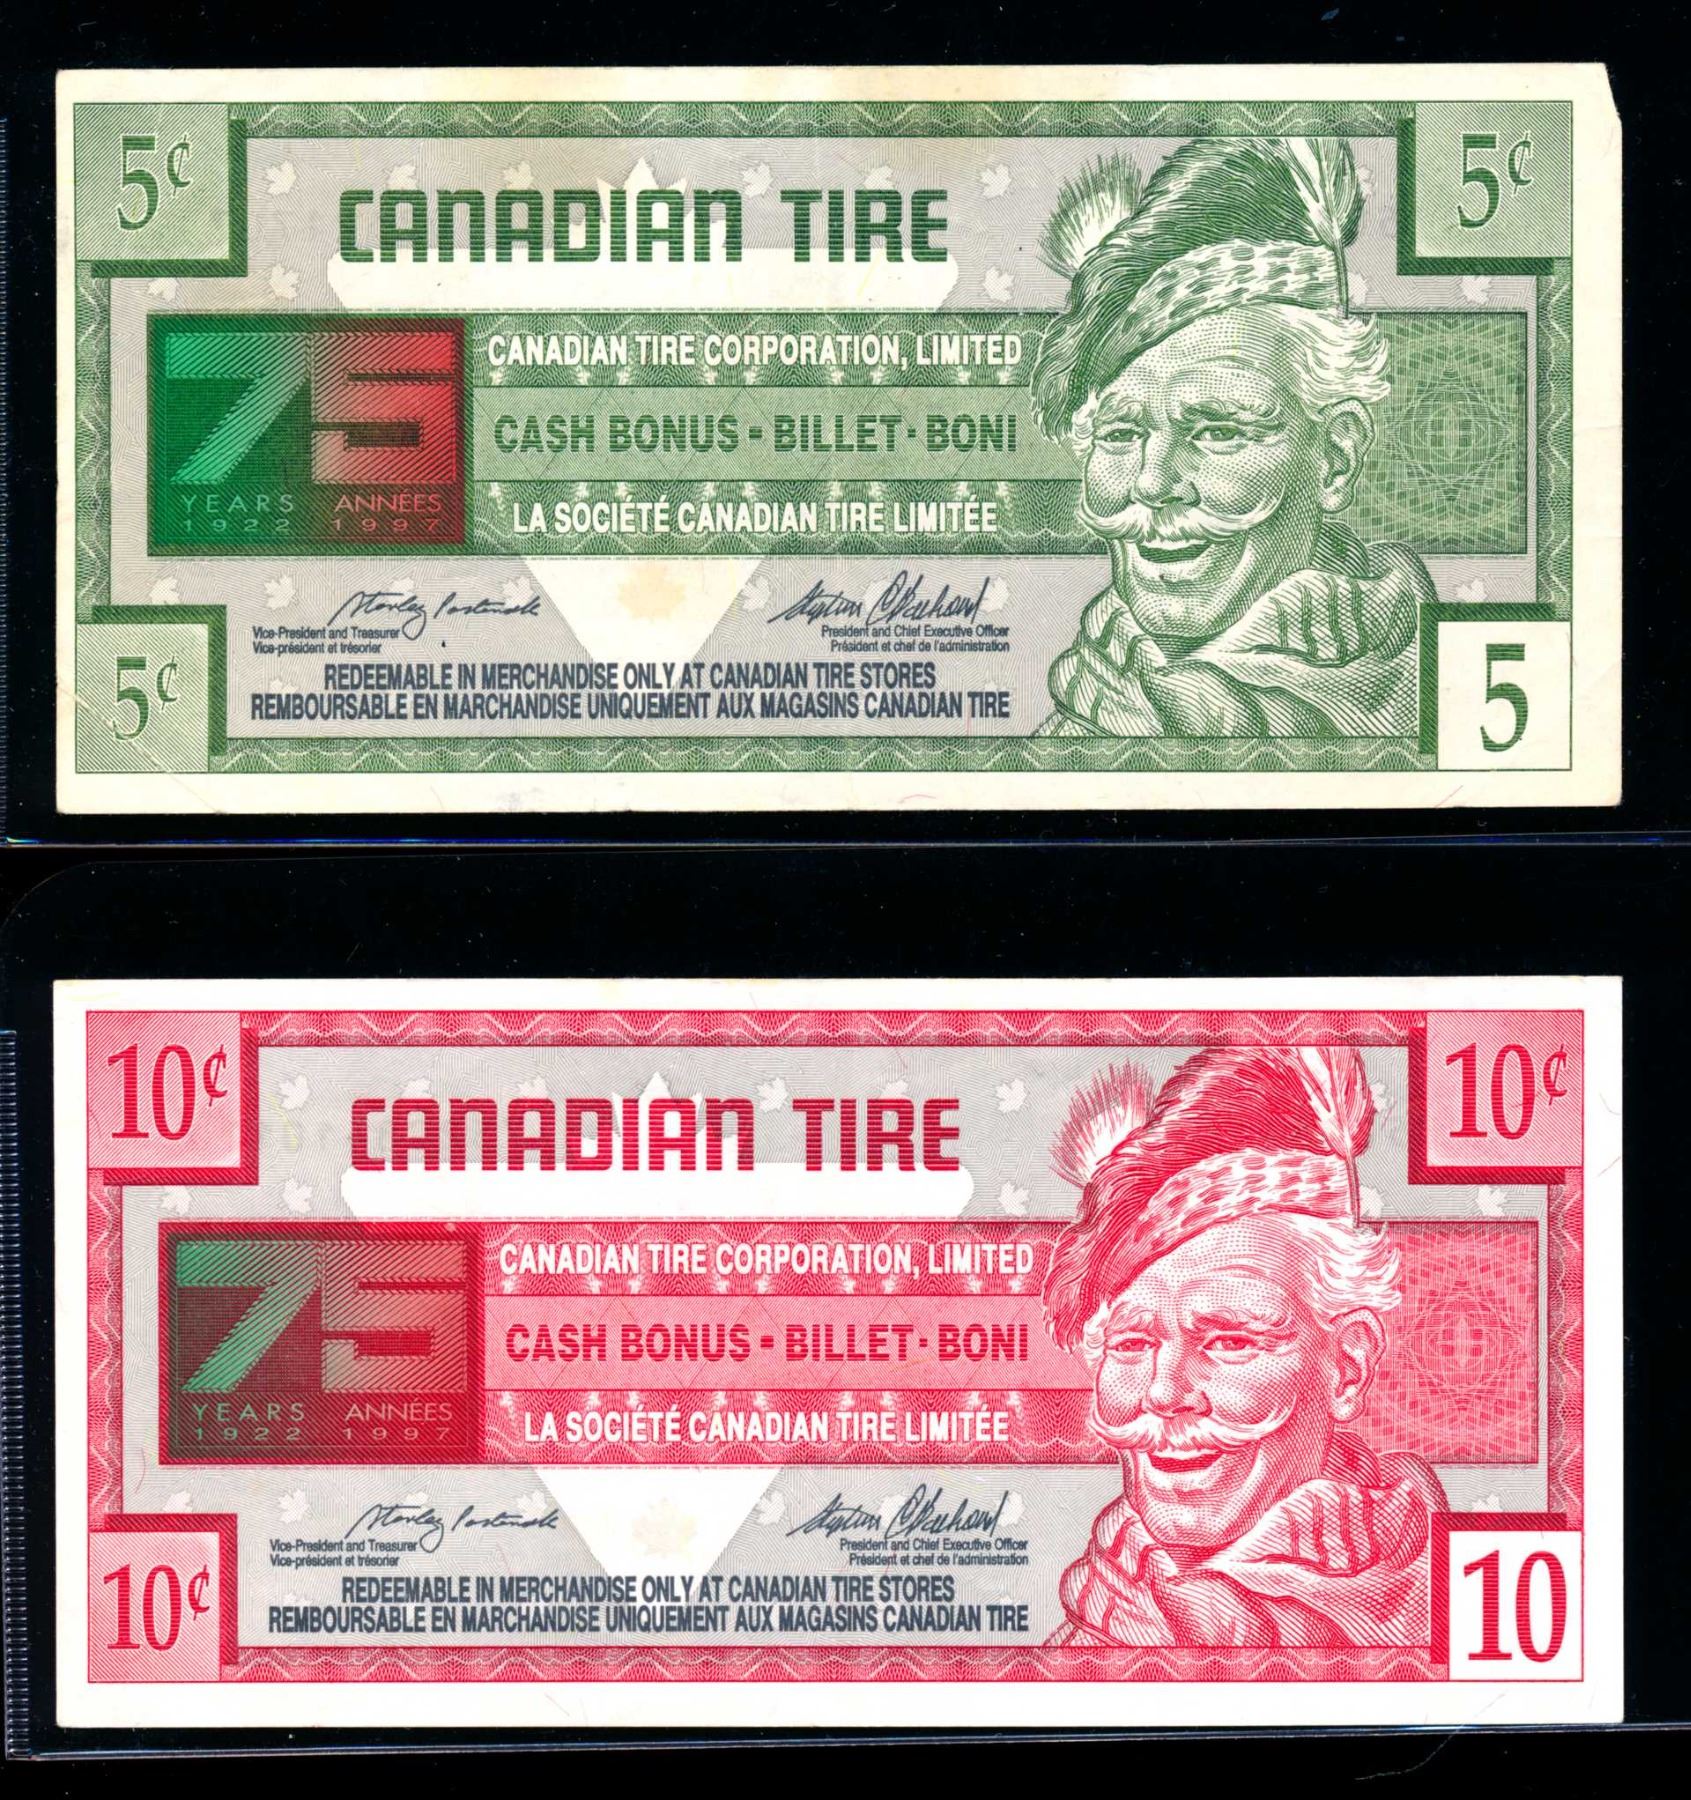 5¢ 5¢
CANADIAN TIRE
75
YEARS ANNÉES
1922 1997
CANADIAN TIRE CORPORATION, LIMITED
CASH BONUS - BILLET - BONI
LA SOCIÉTÉ CANADIAN TIRE LIMITÉE
Vice-President and Treasurer
Vice-président et trésorier
President and Chief Executive Officer
Président et chef de l'administration
REDEEMABLE IN MERCHANDISE ONLY AT CANADIAN TIRE STORES
REMBOURSABLE EN MARCHANDISE UNIQUEMENT AUX MAGASINS CANADIAN TIRE
5¢ 5
10¢ 10¢
CANADIAN TIRE
75
YEARS ANNÉES
1922 1997
CANADIAN TIRE CORPORATION, LIMITED
CASH BONUS - BILLET - BONI
LA SOCIÉTÉ CANADIAN TIRE LIMITÉE
Vice-President and Treasurer
Vice-président et trésorier
President and Chief Executive Officer
Président et chef de l'administration
REDEEMABLE IN MERCHANDISE ONLY AT CANADIAN TIRE STORES
REMBOURSABLE EN MARCHANDISE UNIQUEMENT AUX MAGASINS CANADIAN TIRE
10¢ 10